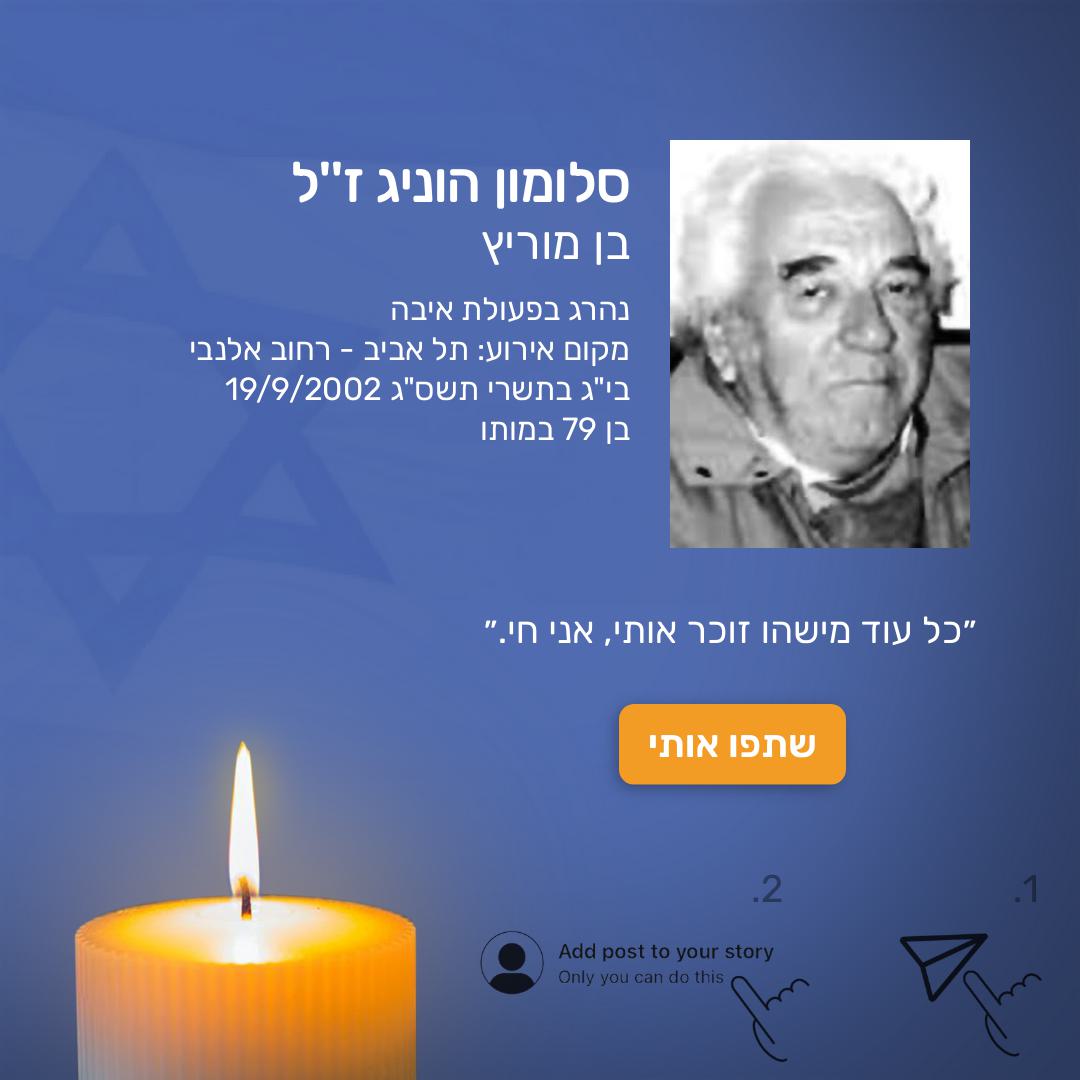 סלומון הוניג ז"ל
בן מוריץ
נהרג בפעולת איבה
מקום אירוע: תל אביב - רחוב אלנבי
בי"ג בתשרי תשס"ג 19/9/2002
בן 79 במותו
"כל עוד מישהו זוכר אותי, אני חי."
שתפו אותי
1.
2.
Add post to your story
Only you can do this